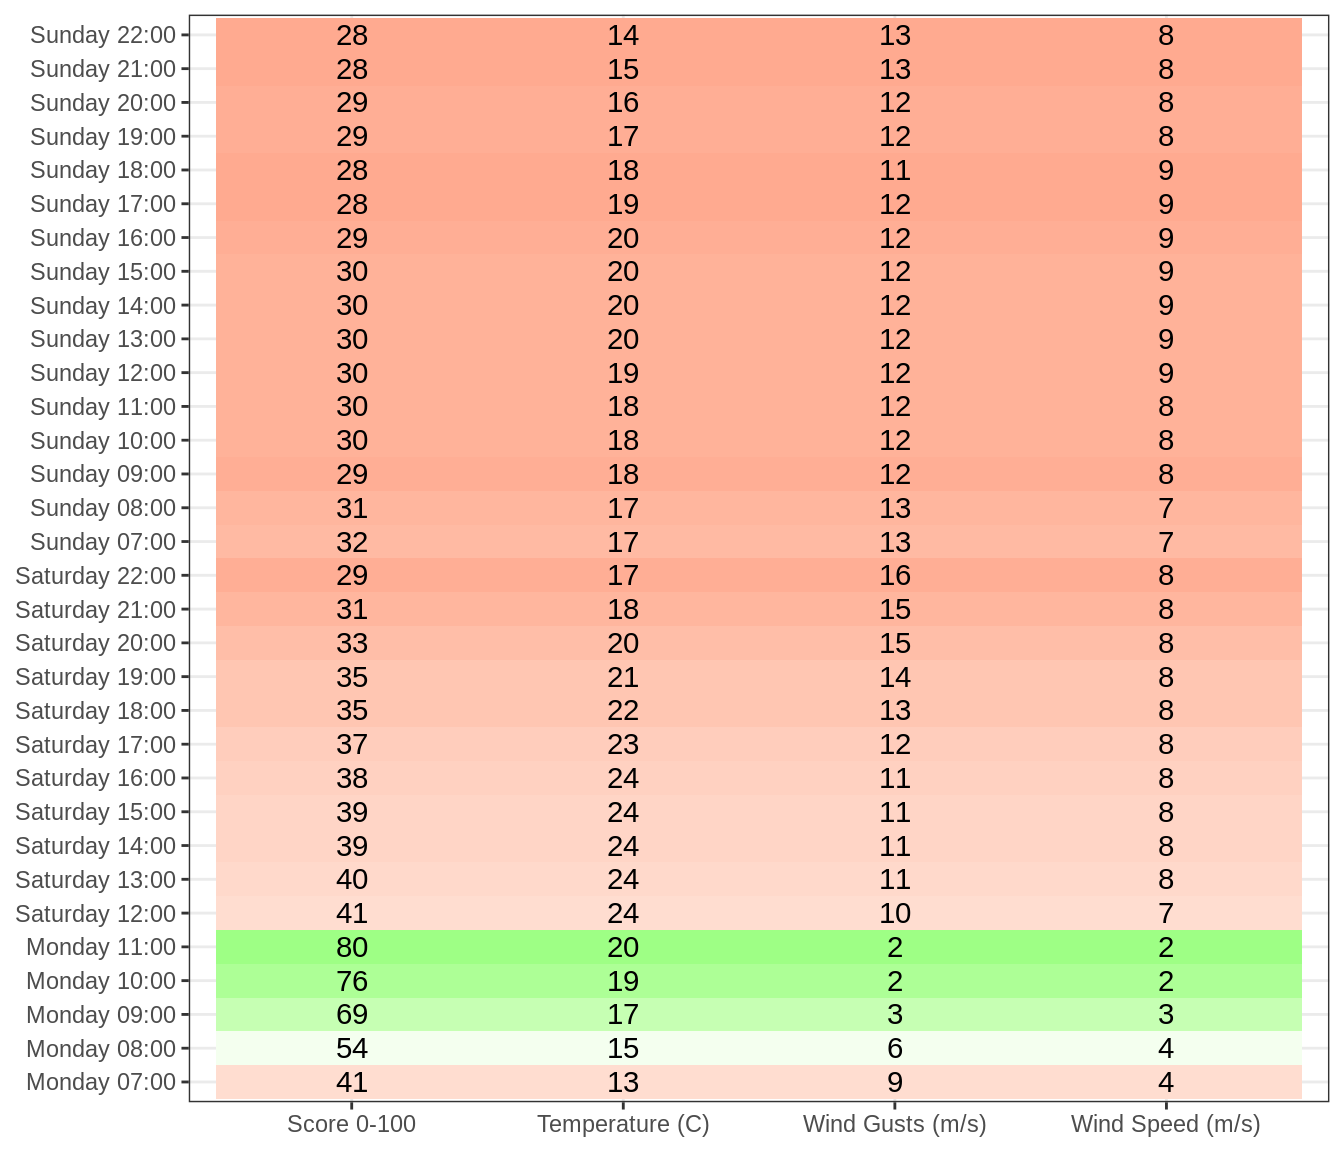 Sunday 22:00 28 14 13 8
Sunday 21:00 28 15 13 8
Sunday 20:00 29 16 12 8
Sunday 19:00 29 17 12 8
Sunday 18:00 28 18 11 9
Sunday 17:00 28 19 12 9
Sunday 16:00 29 20 12 9
Sunday 15:00 30 20 12 9
Sunday 14:00 30 20 12 9
Sunday 13:00 30 20 12 9
Sunday 12:00 30 19 12 9
Sunday 11:00 30 18 12 8
Sunday 10:00 30 18 12 8
Sunday 09:00 29 18 12 8
Sunday 08:00 31 17 13 7
Sunday 07:00 32 17 13 7
Saturday 22:00 29 17 16 8
Saturday 21:00 31 18 15 8
Saturday 20:00 33 20 15 8
Saturday 19:00 35 21 14 8
Saturday 18:00 35 22 13 8
Saturday 17:00 37 23 12 8
Saturday 16:00 38 24 11 8
Saturday 15:00 39 24 11 8
Saturday 14:00 39 24 11 8
Saturday 13:00 40 24 11 8
Saturday 12:00 41 24 10 7
Monday 11:00 80 20 2 2
Monday 10:00 76 19 2 2
Monday 09:00 69 17 3 3
Monday 08:00 54 15 6 4
Monday 07:00 41 13 9 4
Score 0-100 Temperature (C) Wind Gusts (m/s) Wind Speed (m/s)